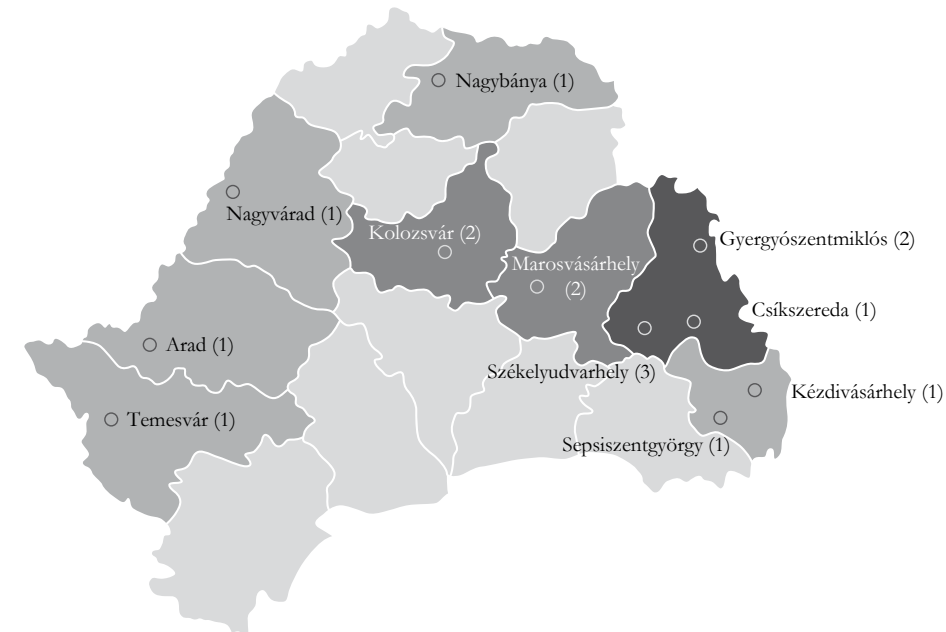 Nagybánya (1)
Nagyvárad (1)
Kolozsvár (2)
Gyergyószentmiklós (2)
Marosvásárhely
(2)
Csíkszereda (1)
Arad (1)
Székelyudvarhely (3)
Kézdivásárhely (1)
Temesvár (1)
Sepsiszentgyörgy (1)